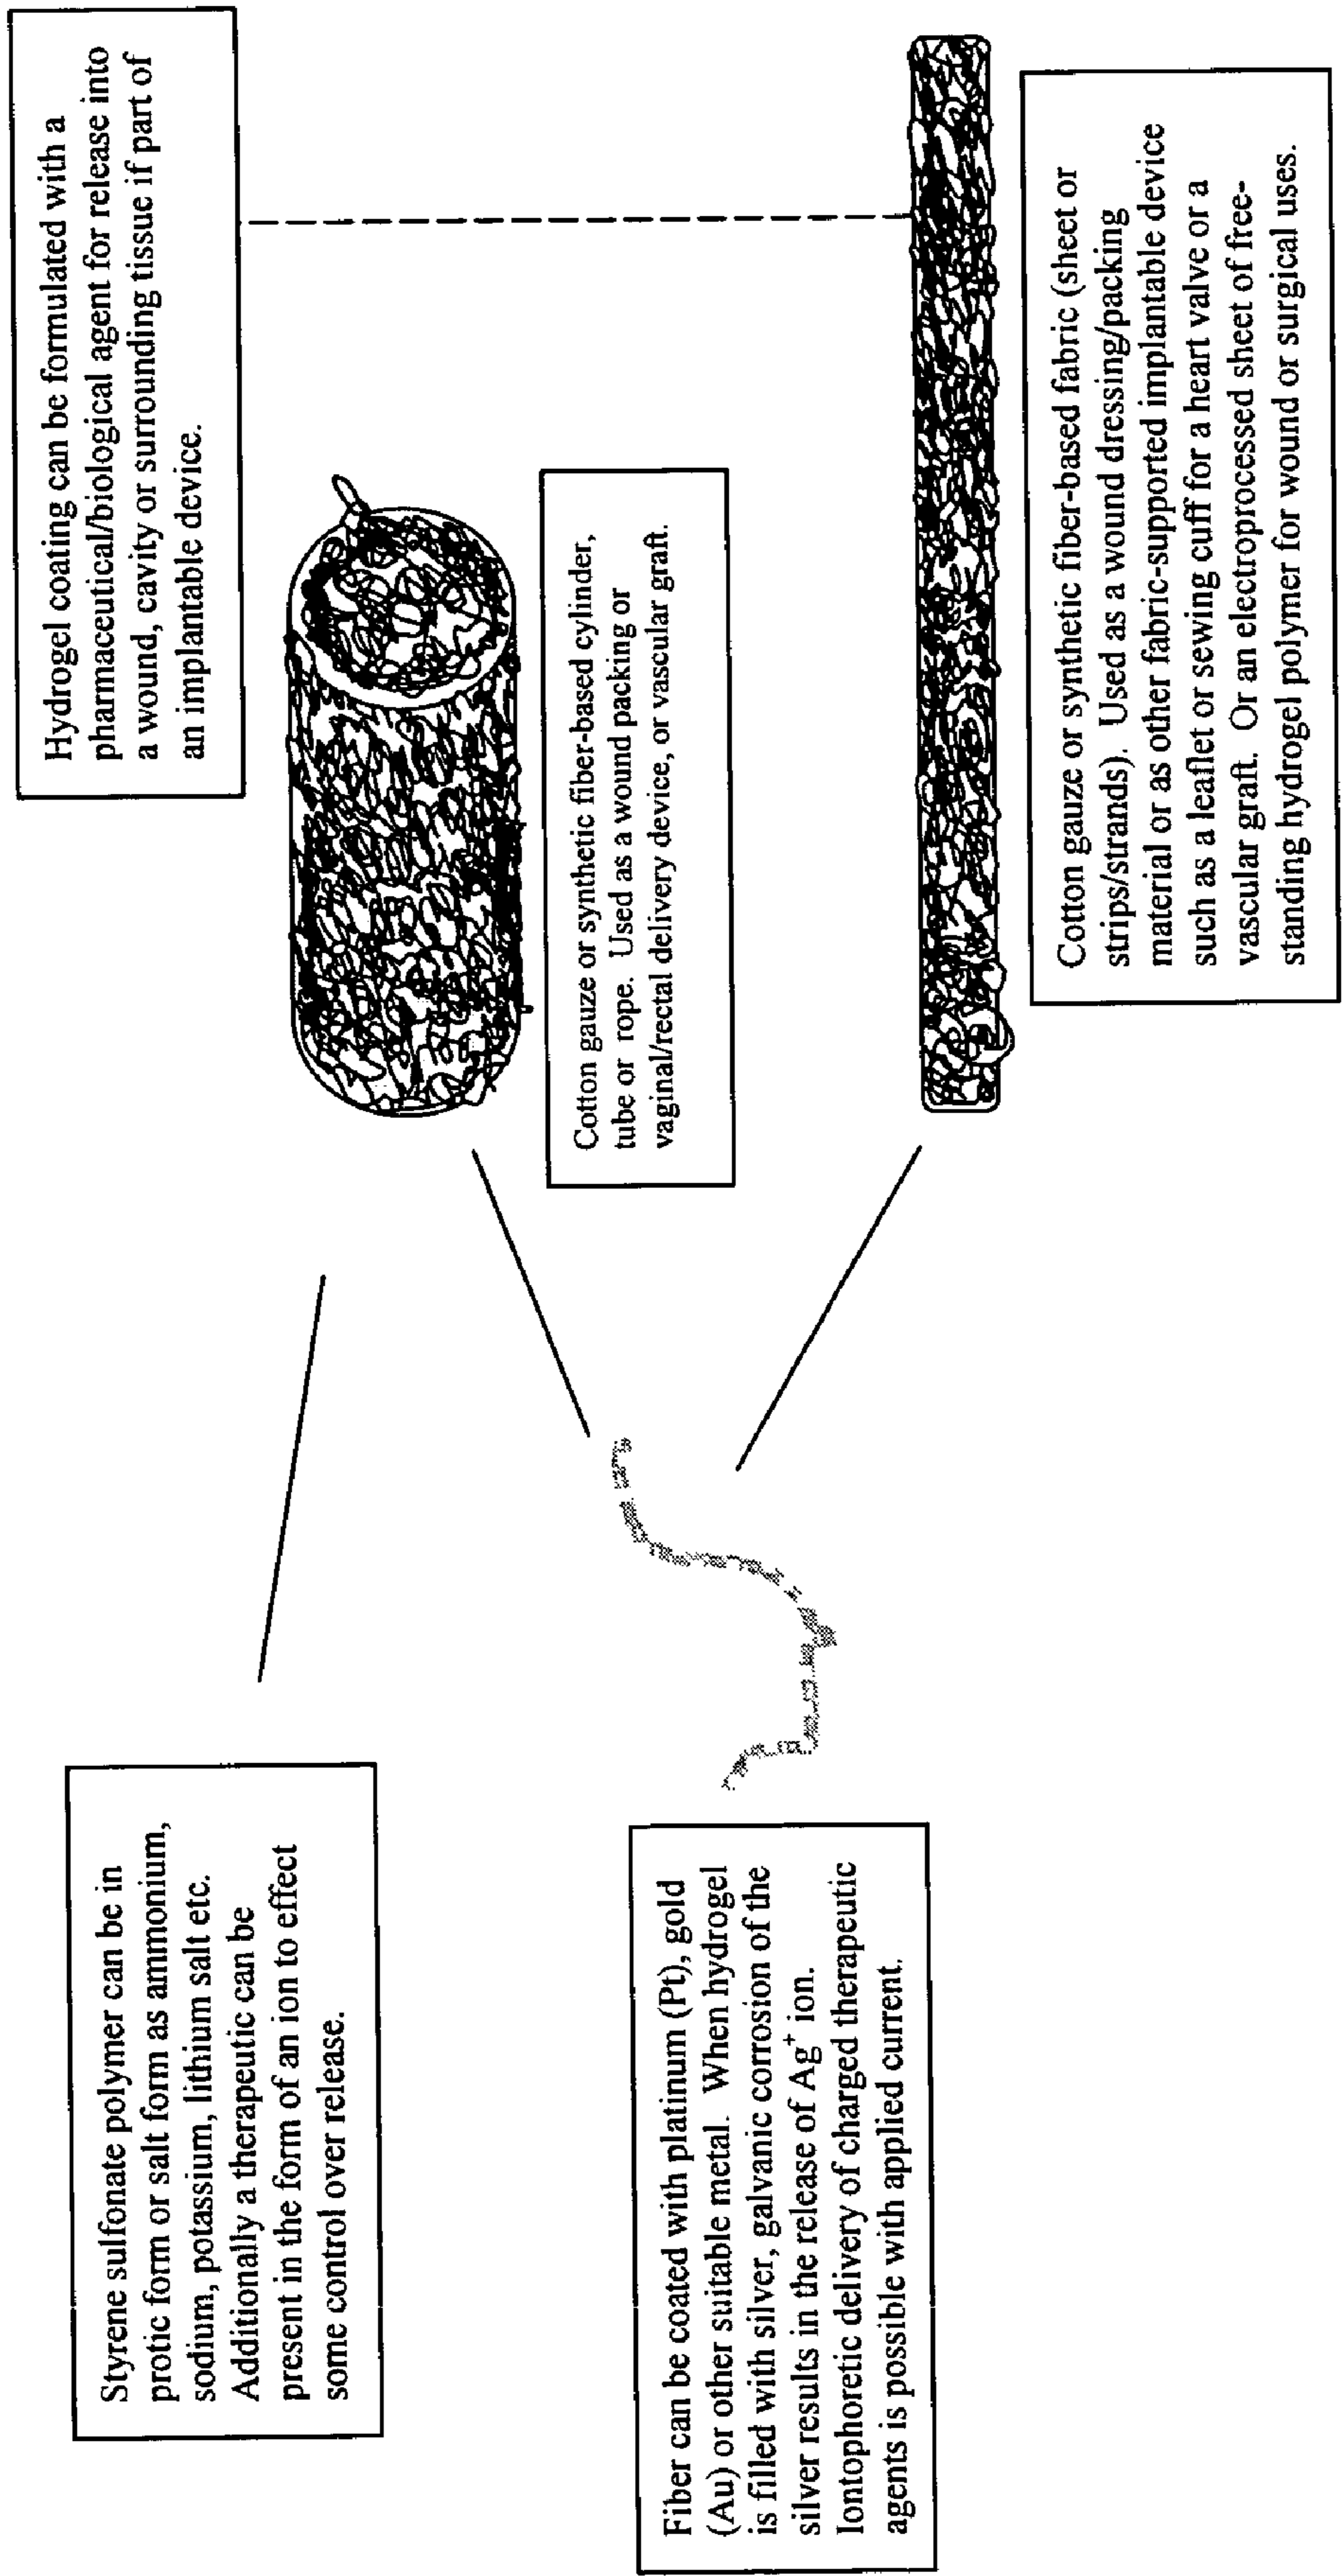 Styrene sulfonate polymer can be in
protic form or salt form as ammonium,
sodium, potassium, lithium salt etc.
Additionally a therapeutic can be
present in the form of an ion to effect
some control over release.
Hydrogel coating can be formulated with a
pharmaceutical/biological agent for release into
a wound, cavity or surrounding tissue if part of
an implantable device.
Cotton gauze or synthetic fiber-based cylinder,
tube or rope. Used as a wound packing or
vaginal/rectal delivery device, or vascular graft.
Fiber can be coated with platinum (Pt), gold
(Au) or other suitable metal. When hydrogel
is filled with silver, galvanic corrosion of the
silver results in the release of Ag⁺ ion.
Iontophoretic delivery of charged therapeutic
agents is possible with applied current.
Cotton gauze or synthetic fiber-based fabric (sheet or
strips/strands). Used as a wound dressing/packing
material or as other fabric-supported implantable device
such as a leaflet or sewing cuff for a heart valve or a
vascular graft. Or an electroprocessed sheet of free-
standing hydrogel polymer for wound or surgical uses.